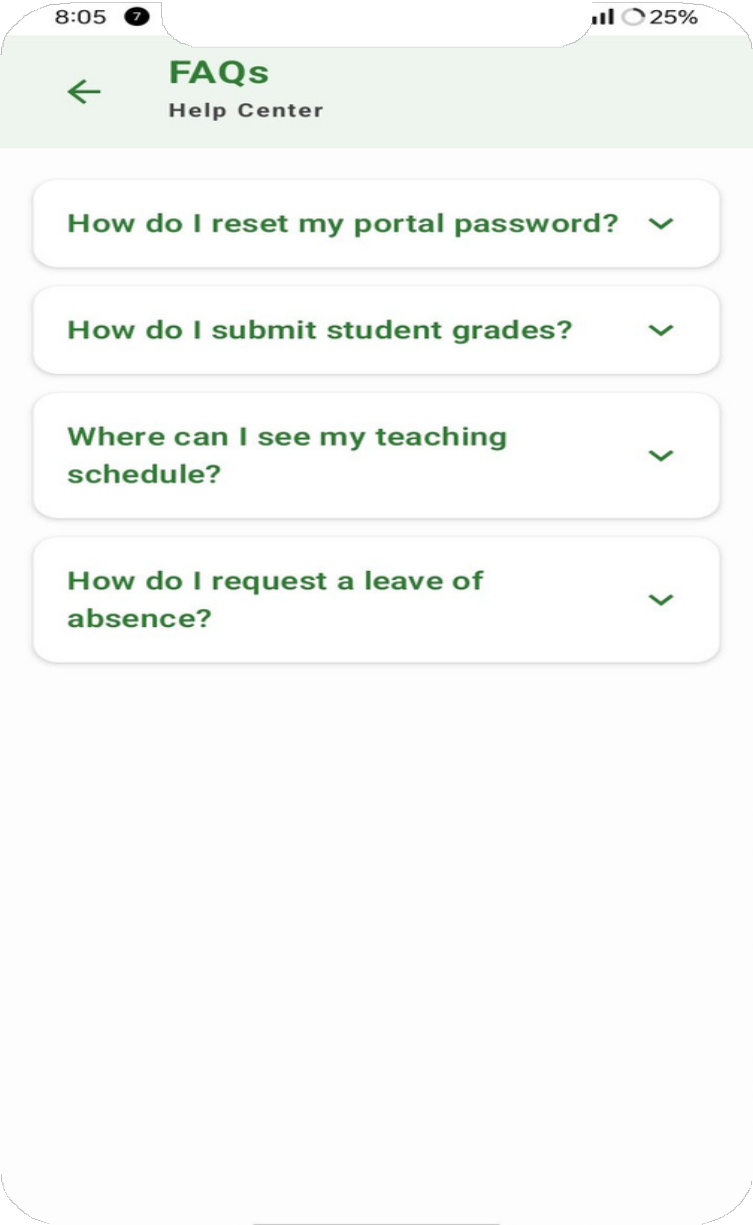 8:05 7 25%
FAQs
Help Center
How do I reset my portal password?
How do I submit student grades?
Where can I see my teaching
schedule?
How do I request a leave of
absence?